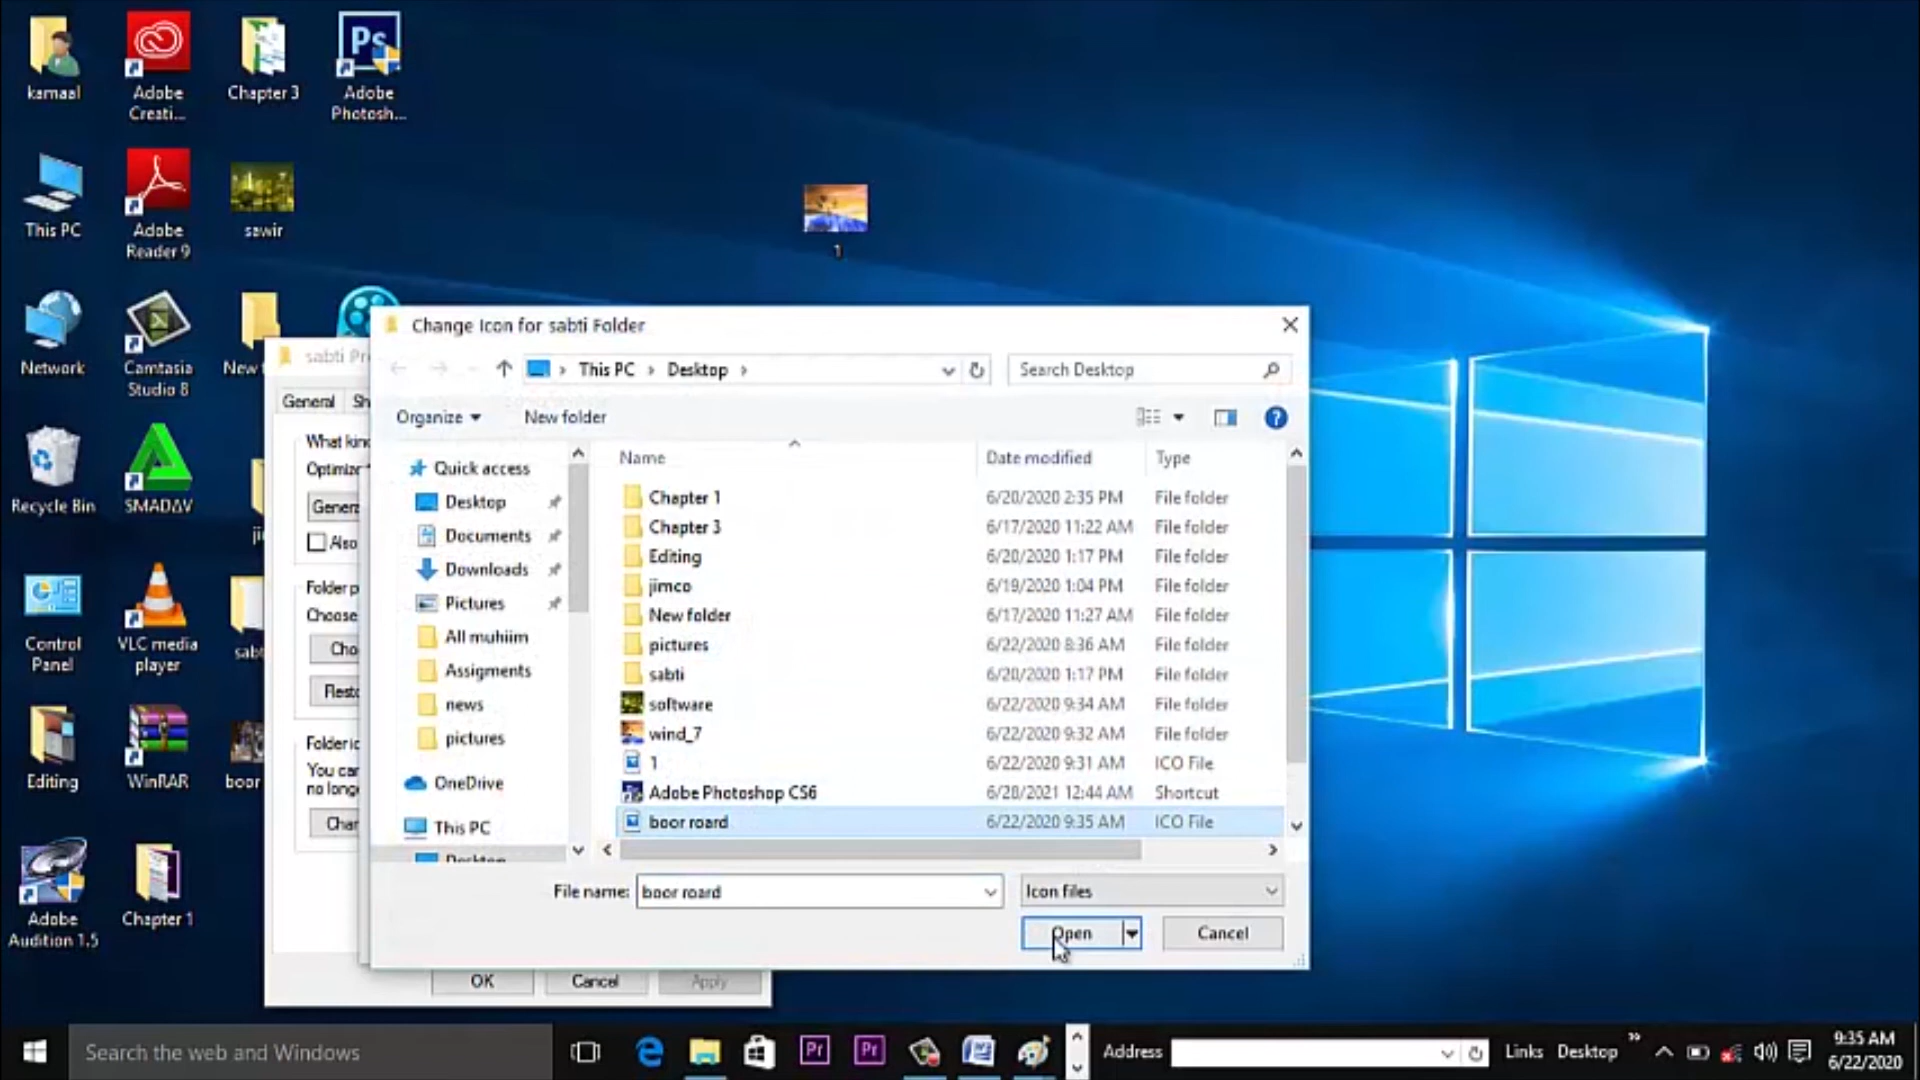 kamaal
Adobe
Creati...
Chapter 3
Ps
Adobe
Photosh...
This PC
Adobe
Reader 9
sawir
1
Network
Camtasia
Studio 8
Recycle Bin
SMADAV
Control
Panel
VLC media
player
Editing
WinRAR
boor
Adobe
Audition 1.5
Chapter 1
sabti Pr
General
What kind
Optimize
Also
Folder p
Choose
Cho
Resto
Folder ic
You can
no longe
Chan
OK
Cancel
Apply
Change Icon for sabti Folder
This PC
Desktop
Search Desktop
Organize
New folder
Quick access
Desktop
Documents
Downloads
Pictures
All muhiim
Assigments
news
pictures
OneDrive
This PC
Desktop
Name Date modified Type
Chapter 1 6/20/2020 2:35 PM File folder
Chapter 3 6/17/2020 11:22 AM File folder
Editing 6/20/2020 1:17 PM File folder
jimco 6/19/2020 1:04 PM File folder
New folder 6/17/2020 11:27 AM File folder
pictures 6/22/2020 8:36 AM File folder
sabti 6/20/2020 1:17 PM File folder
software 6/22/2020 9:34 AM File folder
wind_7 6/22/2020 9:32 AM File folder
1 6/22/2020 9:31 AM ICO File
Adobe Photoshop CS6 6/28/2021 12:44 AM Shortcut
boor roard 6/22/2020 9:35 AM ICO File
File name: boor roard Icon files
Open Cancel
Search the web and Windows
Pr
Pr
Address
Links Desktop
9:35 AM
6/22/2020